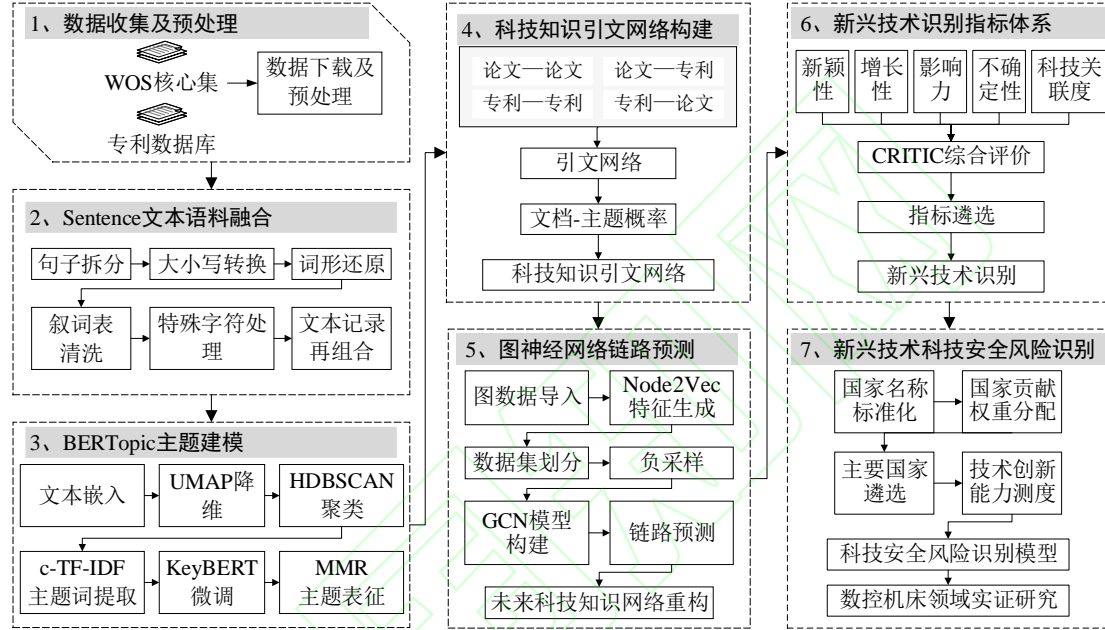 1、数据收集及预处理
WOS核心集
专利数据库
数据下载及
预处理
2、Sentence文本语料融合
句子拆分
大小写转换
词形还原
叙词表
清洗
特殊字符处
理
文本记录
再组合
3、BERTopic主题建模
文本嵌入
UMAP降
维
HDBSCAN
聚类
c-TF-IDF
主题词提取
KeyBERT
微调
MMR
主题表征
4、科技知识引文网络构建
论文—论文
论文—专利
专利—专利
专利—论文
引文网络
文档-主题概率
科技知识引文网络
5、图神经网络链路预测
图数据导入
Node2Vec
特征生成
数据集划分
负采样
GCN模型
构建
链路预测
未来科技知识网络重构
6、新兴技术识别指标体系
新颖
性
增长
性
影响
力
不确
定性
科技关
联度
CRITIC综合评价
指标遴选
新兴技术识别
7、新兴技术科技安全风险识别
国家名称
标准化
国家贡献
权重分配
主要国家
遴选
技术创新
能力测度
科技安全风险识别模型
数控机床领域实证研究